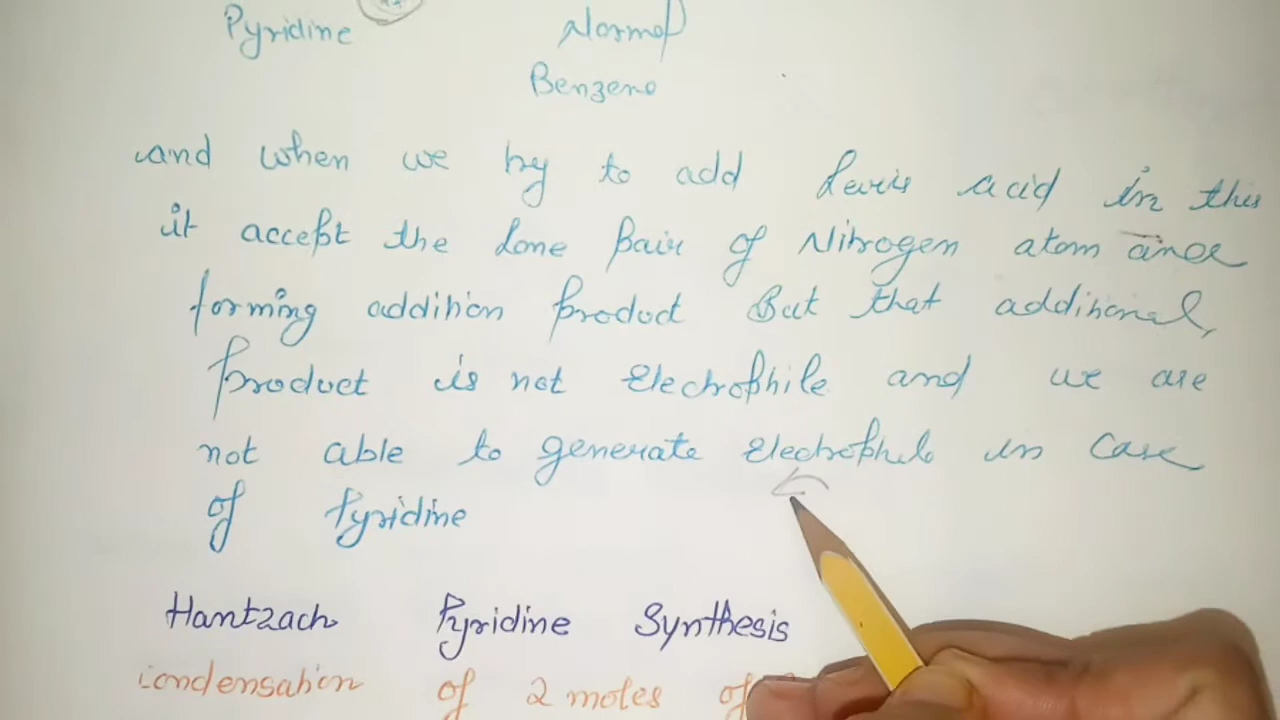 Pyridine Normal
Benzene
and when we try to add Lewis acid in this
it accept the lone pair of Nitrogen atom and
forming addition product But that additional
product is not Electrophile and we are
not able to generate Electrophile in case
of Pyridine
Hantzach Pyridine Synthesis
condensation of 2 moles of